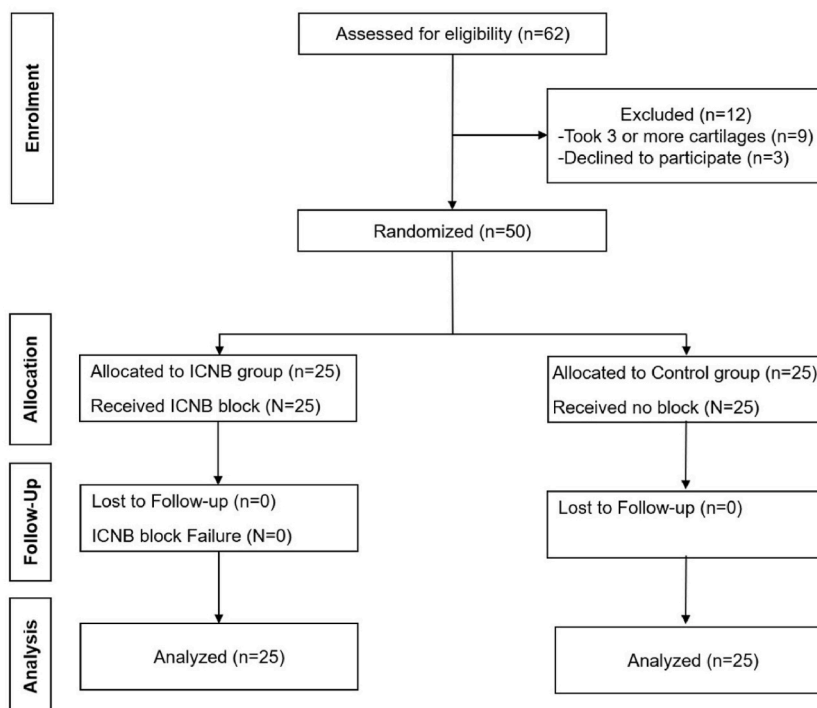 Enrolment
Assessed for eligibility (n=62)
Excluded (n=12)
-Took 3 or more cartilages (n=9)
-Declined to participate (n=3)
Randomized (n=50)
Allocation
Allocated to ICNB group (n=25)
Received ICNB block (N=25)
Allocated to Control group (n=25)
Received no block (N=25)
Follow-Up
Lost to Follow-up (n=0)
ICNB block Failure (N=0)
Lost to Follow-up (n=0)
Analysis
Analyzed (n=25)
Analyzed (n=25)